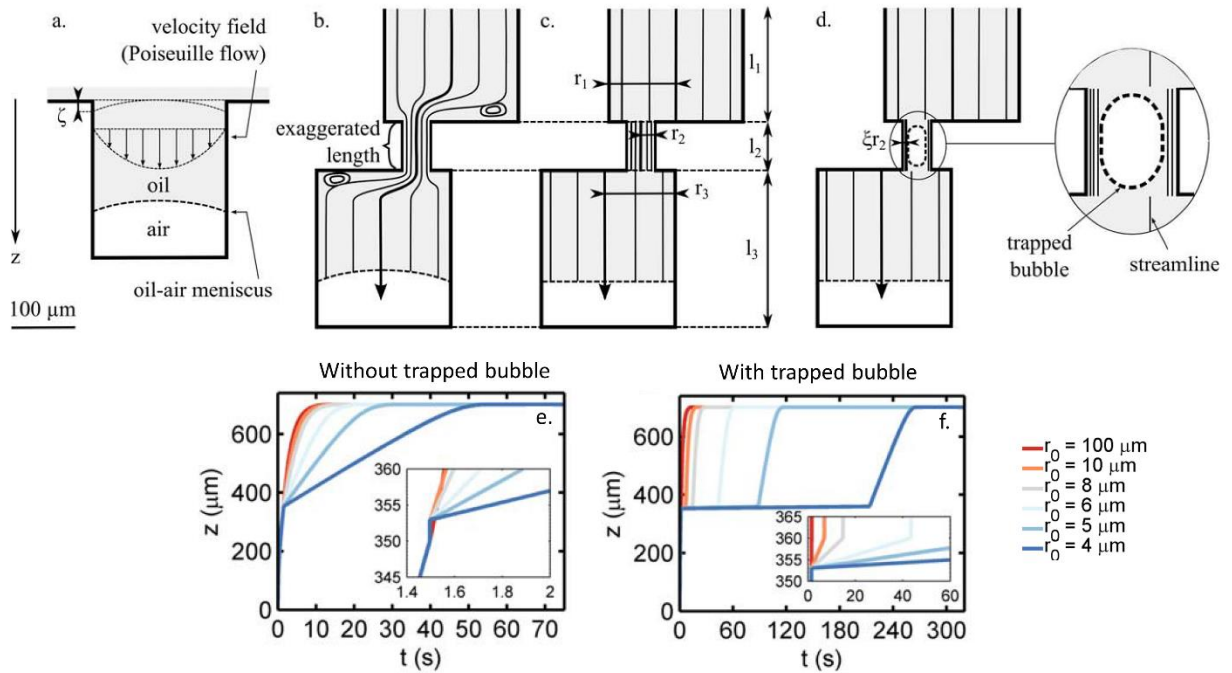 a.
velocity field
(Poiseuille flow)
ζ
oil
air
z
oil-air meniscus
100 µm
b.
exaggerated
length
c.
r1
r2
r3
l1
l2
l3
d.
ξr2
trapped
bubble
streamline
Without trapped bubble
e.
z (µm)
600
400
200
0
0 10 20 30 40 50 60 70
t (s)
360
355
350
345
1.4 1.6 1.8 2
With trapped bubble
f.
z (µm)
600
400
200
0
0 60 120 180 240 300
t (s)
365
360
355
350
0 20 40 60
r0 = 100 µm
r0 = 10 µm
r0 = 8 µm
r0 = 6 µm
r0 = 5 µm
r0 = 4 µm